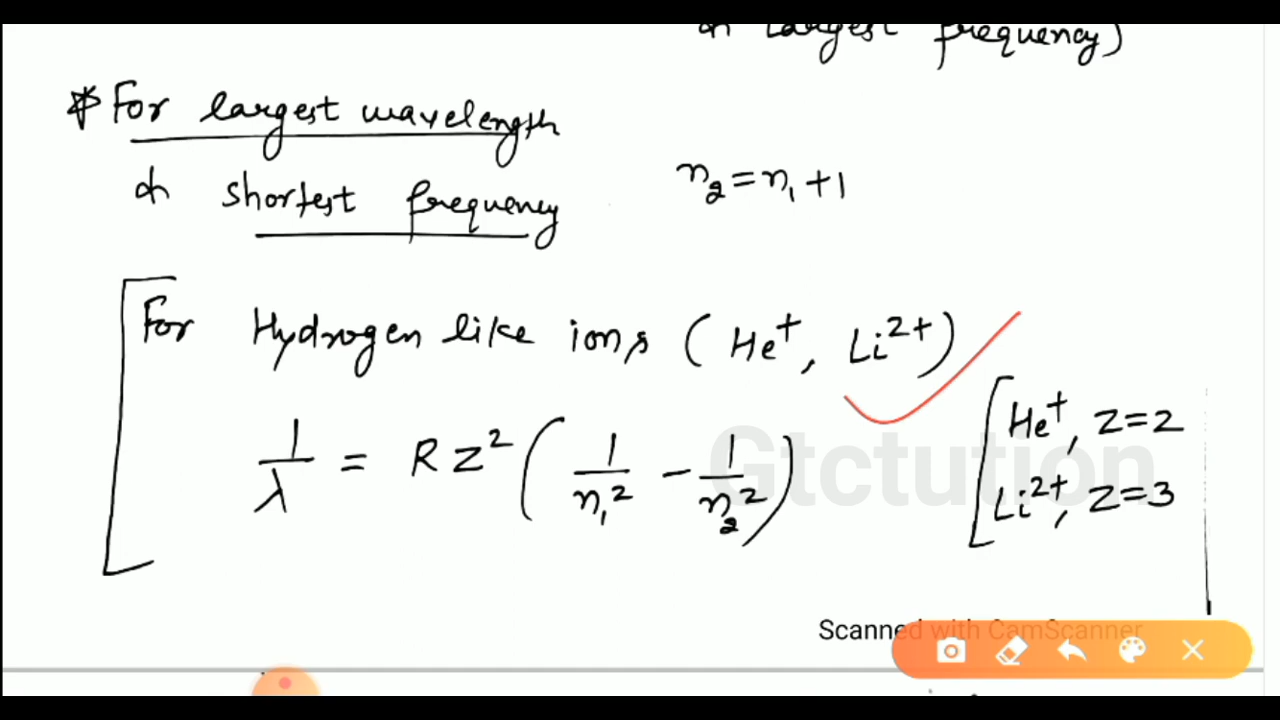 or largest frequency)
* For largest wavelength
or shortest frequency
n₂ = n₁ + 1
For Hydrogen like ions (He⁺, Li²⁺)
1/λ = RZ² (1/n₁² − 1/n₂²)
[He⁺, Z=2
Li²⁺, Z=3
Gtctution
Scanned with CamScanner